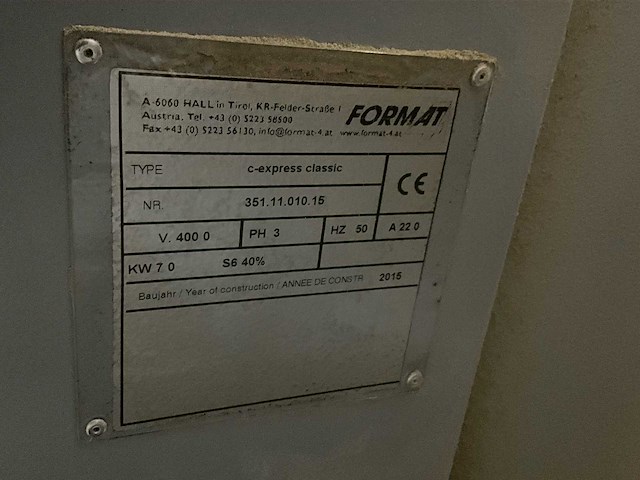 A-6060 HALL in Tirol, KR-Felder-Straße 1
Austria, Tel. +43 (0) 5223 58500
Fax +43 (0) 5223 56130, info@format-4.at www.format-4.at
FORMAT
TYPE c-express classic
NR. 351.11.010.15
CE
V. 400 0 PH 3 HZ 50 A 22 0
KW 7 0 S6 40%
Baujahr / Year of construction / ANNEE DE CONSTR. 2015